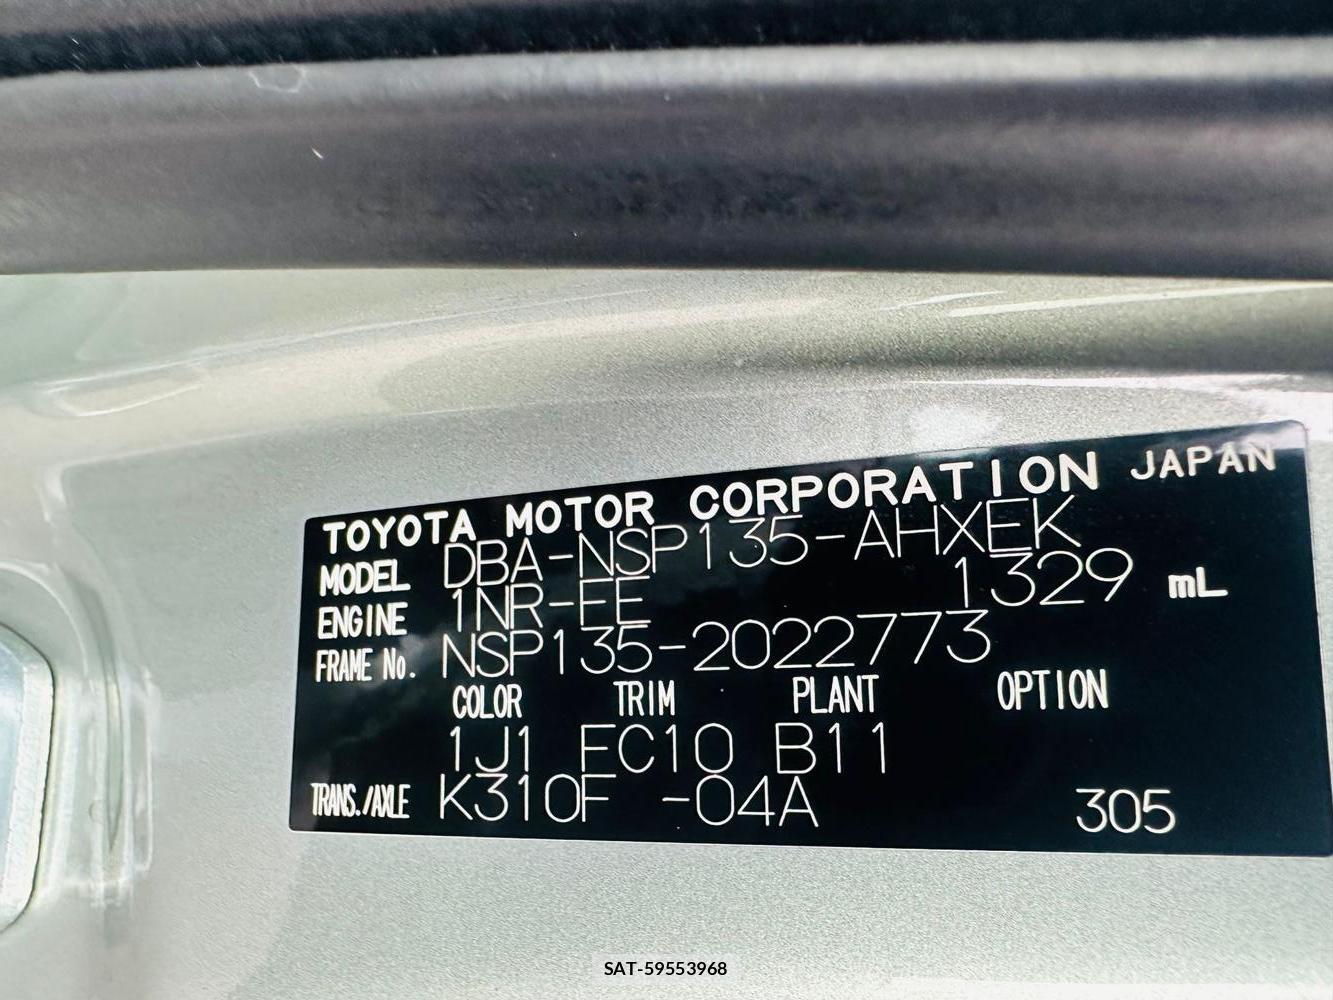 TOYOTA MOTOR CORPORATION JAPAN
MODEL DBA-NSP135-AHXEK
ENGINE 1NR-FE 1329 mL
FRAME No. NSP135-2022773
COLOR TRIM PLANT OPTION
1J1 FC10 B11
TRANS./AXLE K310F -04A 305
SAT-59553968